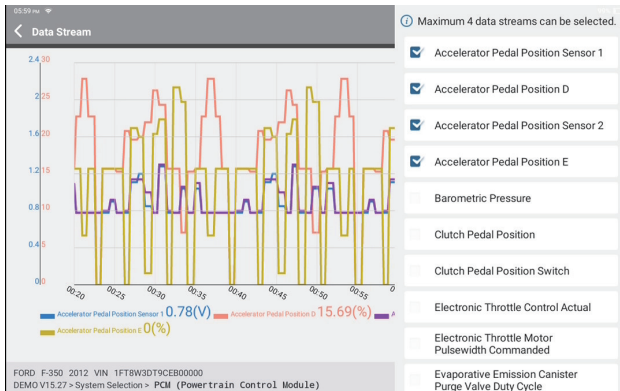 05:59 PM
Data Stream
2.4 30
2 25
1.6 20
1.2 15
0.8 10
0.4 5
0 0
00:20 00:25 00:30 00:35 00:40 00:45 00:50 00:55 0
Accelerator Pedal Position Sensor 1 0.78(V) Accelerator Pedal Position D 15.69(%) A
Accelerator Pedal Position E 0(%)
FORD F-350 2012 VIN 1FT8W3DT9CEB00000
DEMO V15.27 > System Selection > PCM (Powertrain Control Module)
Maximum 4 data streams can be selected.
Accelerator Pedal Position Sensor 1
Accelerator Pedal Position D
Accelerator Pedal Position Sensor 2
Accelerator Pedal Position E
Barometric Pressure
Clutch Pedal Position
Clutch Pedal Position Switch
Electronic Throttle Control Actual
Electronic Throttle Motor
Pulsewidth Commanded
Evaporative Emission Canister
Purge Valve Duty Cycle